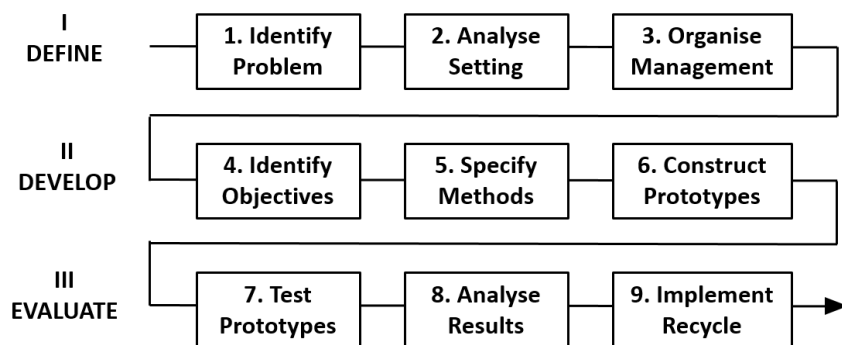 I
DEFINE
1. Identify
Problem
2. Analyse
Setting
3. Organise
Management
II
DEVELOP
4. Identify
Objectives
5. Specify
Methods
6. Construct
Prototypes
III
EVALUATE
7. Test
Prototypes
8. Analyse
Results
9. Implement
Recycle